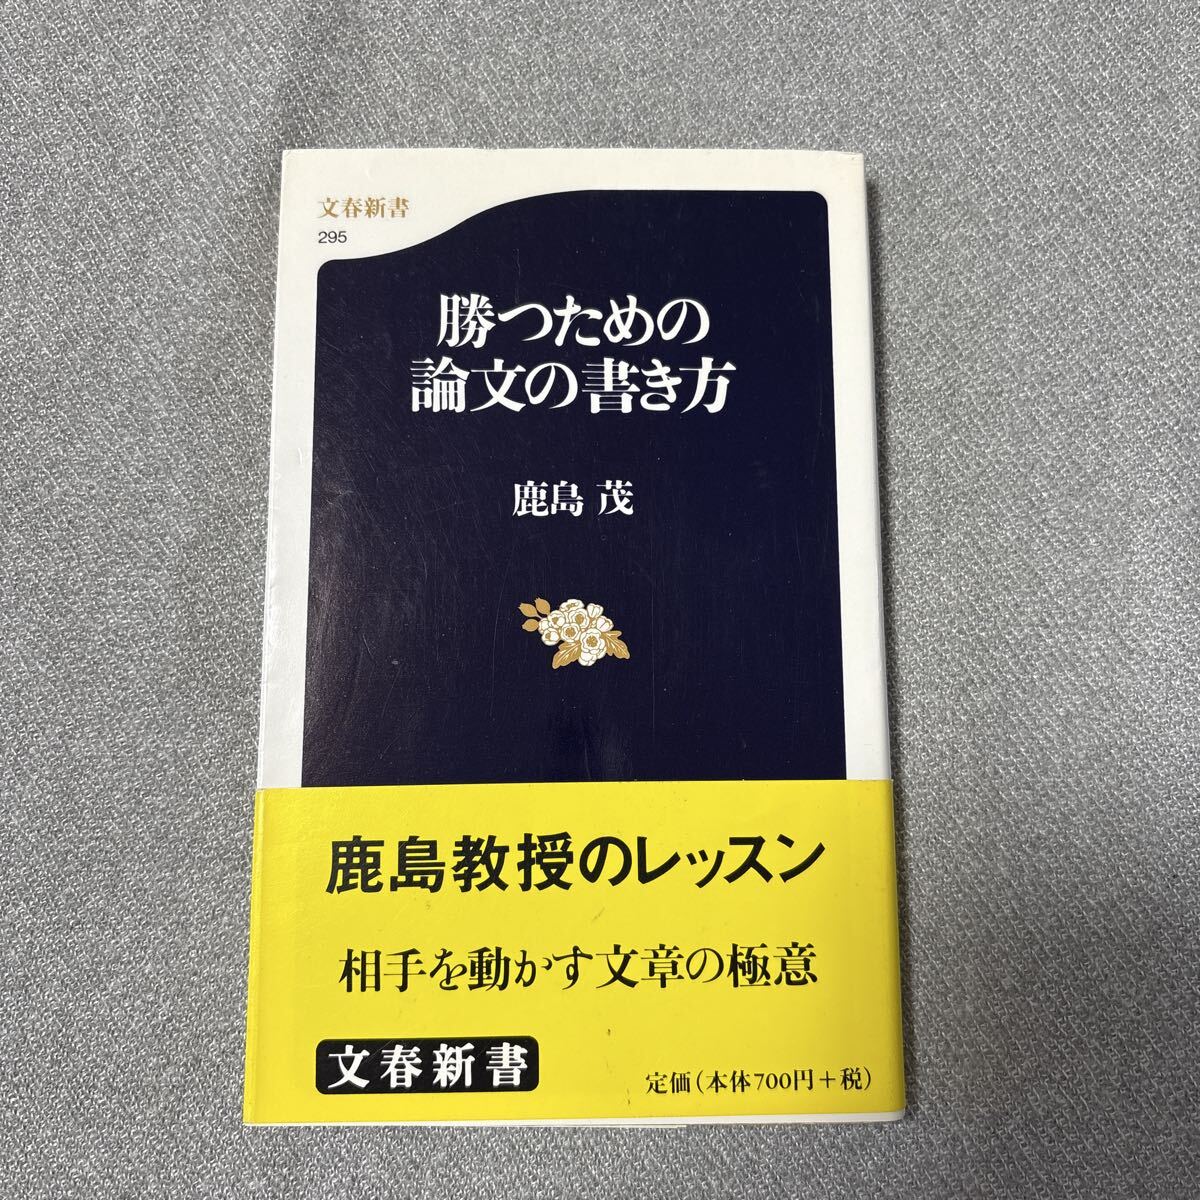 文春新書
295
勝つための
論文の書き方
鹿島 茂
鹿島教授のレッスン
相手を動かす文章の極意
文春新書
定価(本体700円+税)